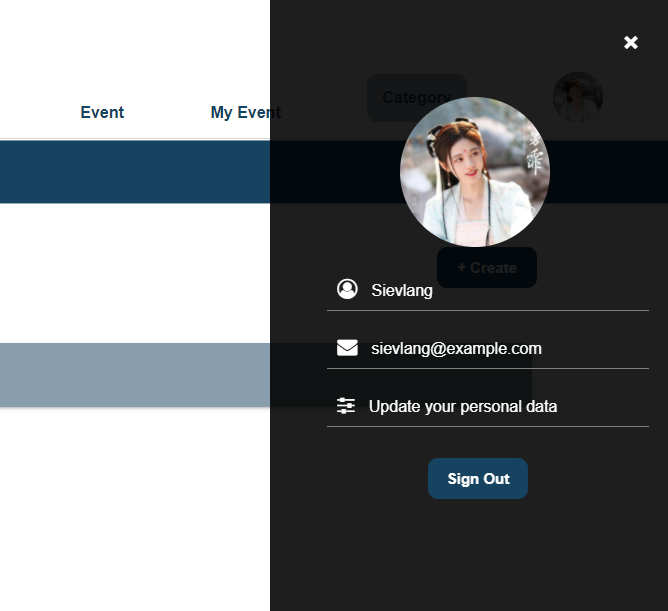 Event
My Event
Category
+ Create
Sievlang
sievlang@example.com
Update your personal data
Sign Out